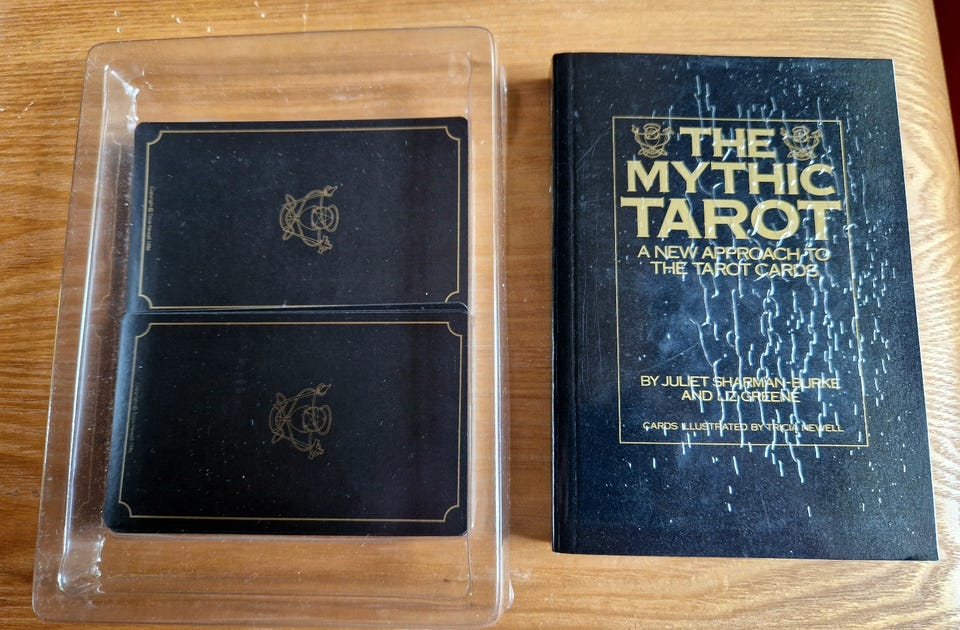 THE
MYTHIC
TAROT
A NEW APPROACH TO
THE TAROT CARDS
BY JULIET SHARMAN-BURKE
AND LIZ GREENE
CARDS ILLUSTRATED BY TRICIA NEWELL